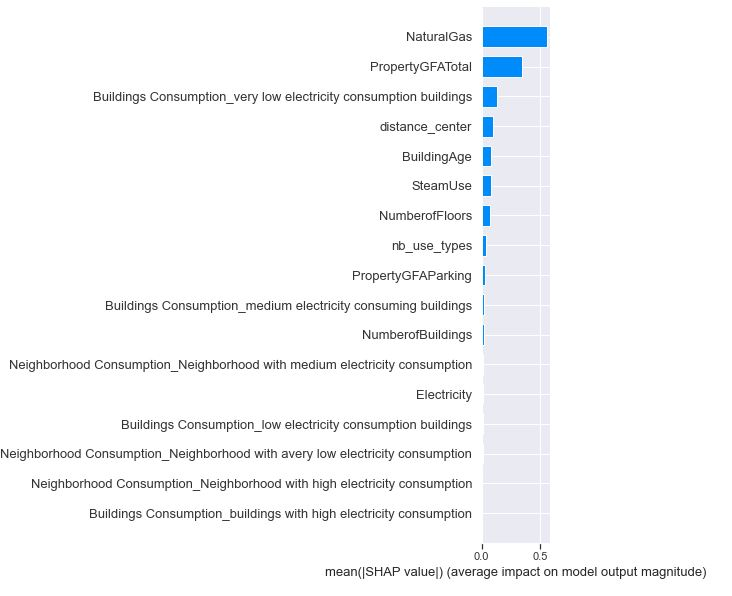 NaturalGas
PropertyGFATotal
Buildings Consumption_very low electricity consumption buildings
distance_center
BuildingAge
SteamUse
NumberofFloors
nb_use_types
PropertyGFAParking
Buildings Consumption_medium electricity consuming buildings
NumberofBuildings
Neighborhood Consumption_Neighborhood with medium electricity consumption
Electricity
Buildings Consumption_low electricity consumption buildings
Neighborhood Consumption_Neighborhood with avery low electricity consumption
Neighborhood Consumption_Neighborhood with high electricity consumption
Buildings Consumption_buildings with high electricity consumption
0.0 0.5
mean(|SHAP value|) (average impact on model output magnitude)